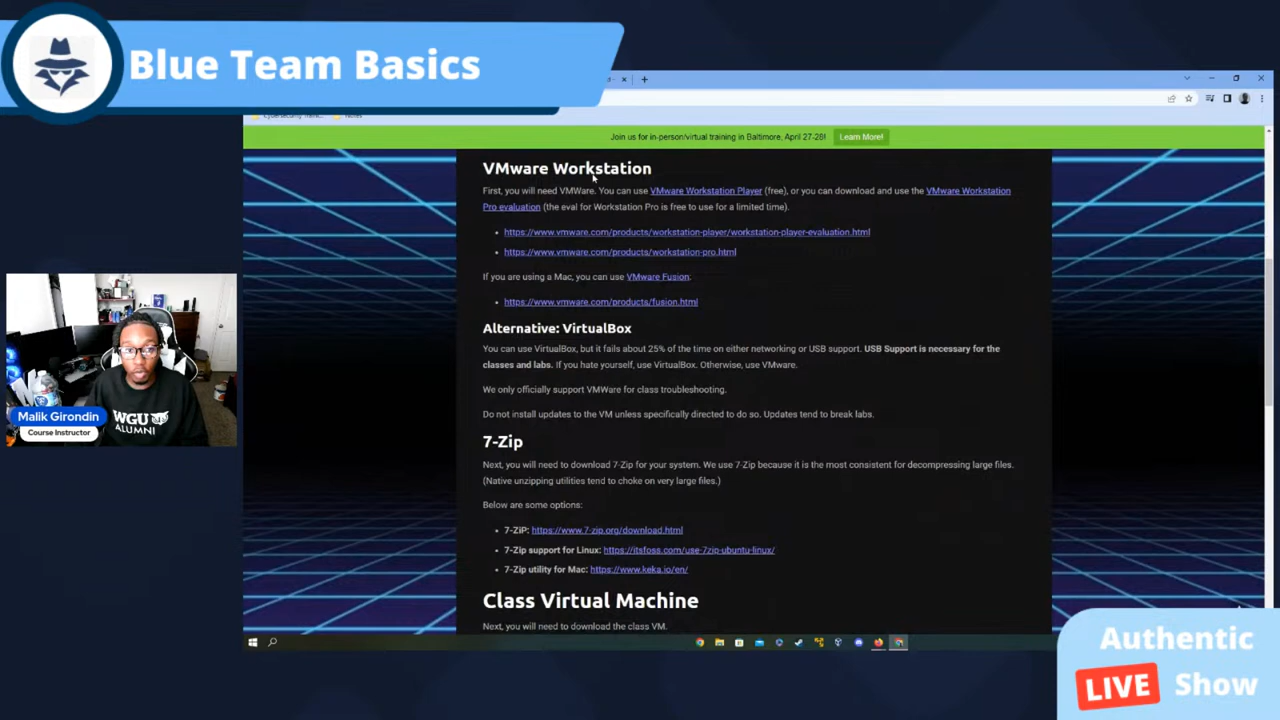 Blue Team Basics
Join us for in-person/virtual training in Baltimore, April 27-28!
Learn More!
VMware Workstation
First, you will need VMWare. You can use VMware Workstation Player (free), or you can download and use the VMware Workstation
Pro evaluation (the eval for Workstation Pro is free to use for a limited time).
https://www.vmware.com/products/workstation-player/workstation-player-evaluation.html
https://www.vmware.com/products/workstation-pro.html
If you are using a Mac, you can use VMware Fusion:
https://www.vmware.com/products/fusion.html
Alternative: VirtualBox
You can use VirtualBox, but it fails about 25% of the time on either networking or USB support. USB Support is necessary for the
classes and labs. If you hate yourself, use VirtualBox. Otherwise, use VMware.
We only officially support VMWare for class troubleshooting.
Do not install updates to the VM unless specifically directed to do so. Updates tend to break labs.
7-Zip
Next, you will need to download 7-Zip for your system. We use 7-Zip because it is the most consistent for decompressing large files.
(Native unzipping utilities tend to choke on very large files.)
Below are some options:
7-ZiP: https://www.7-zip.org/download.html
7-Zip support for Linux: https://itsfoss.com/use-7zip-ubuntu-linux/
7-Zip utility for Mac: https://www.keka.io/en/
Class Virtual Machine
Next, you will need to download the class VM.
WGU
ALUMNI
Malik Girondin
Course Instructor
Authentic
LIVE Show